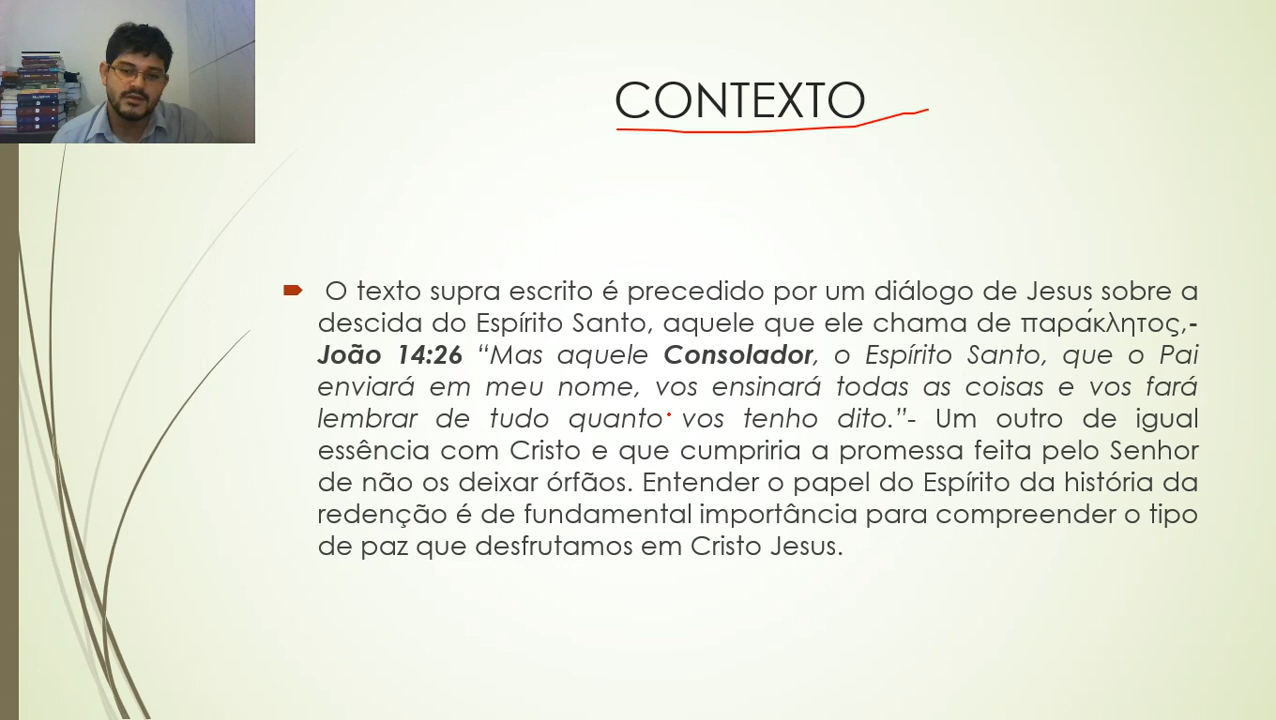 CONTEXTO
O texto supra escrito é precedido por um diálogo de Jesus sobre a
descida do Espírito Santo, aquele que ele chama de παράκλητος,-
João 14:26 “Mas aquele Consolador, o Espírito Santo, que o Pai
enviará em meu nome, vos ensinará todas as coisas e vos fará
lembrar de tudo quanto vos tenho dito.”- Um outro de igual
essência com Cristo e que cumpriria a promessa feita pelo Senhor
de não os deixar órfãos. Entender o papel do Espírito da história da
redenção é de fundamental importância para compreender o tipo
de paz que desfrutamos em Cristo Jesus.